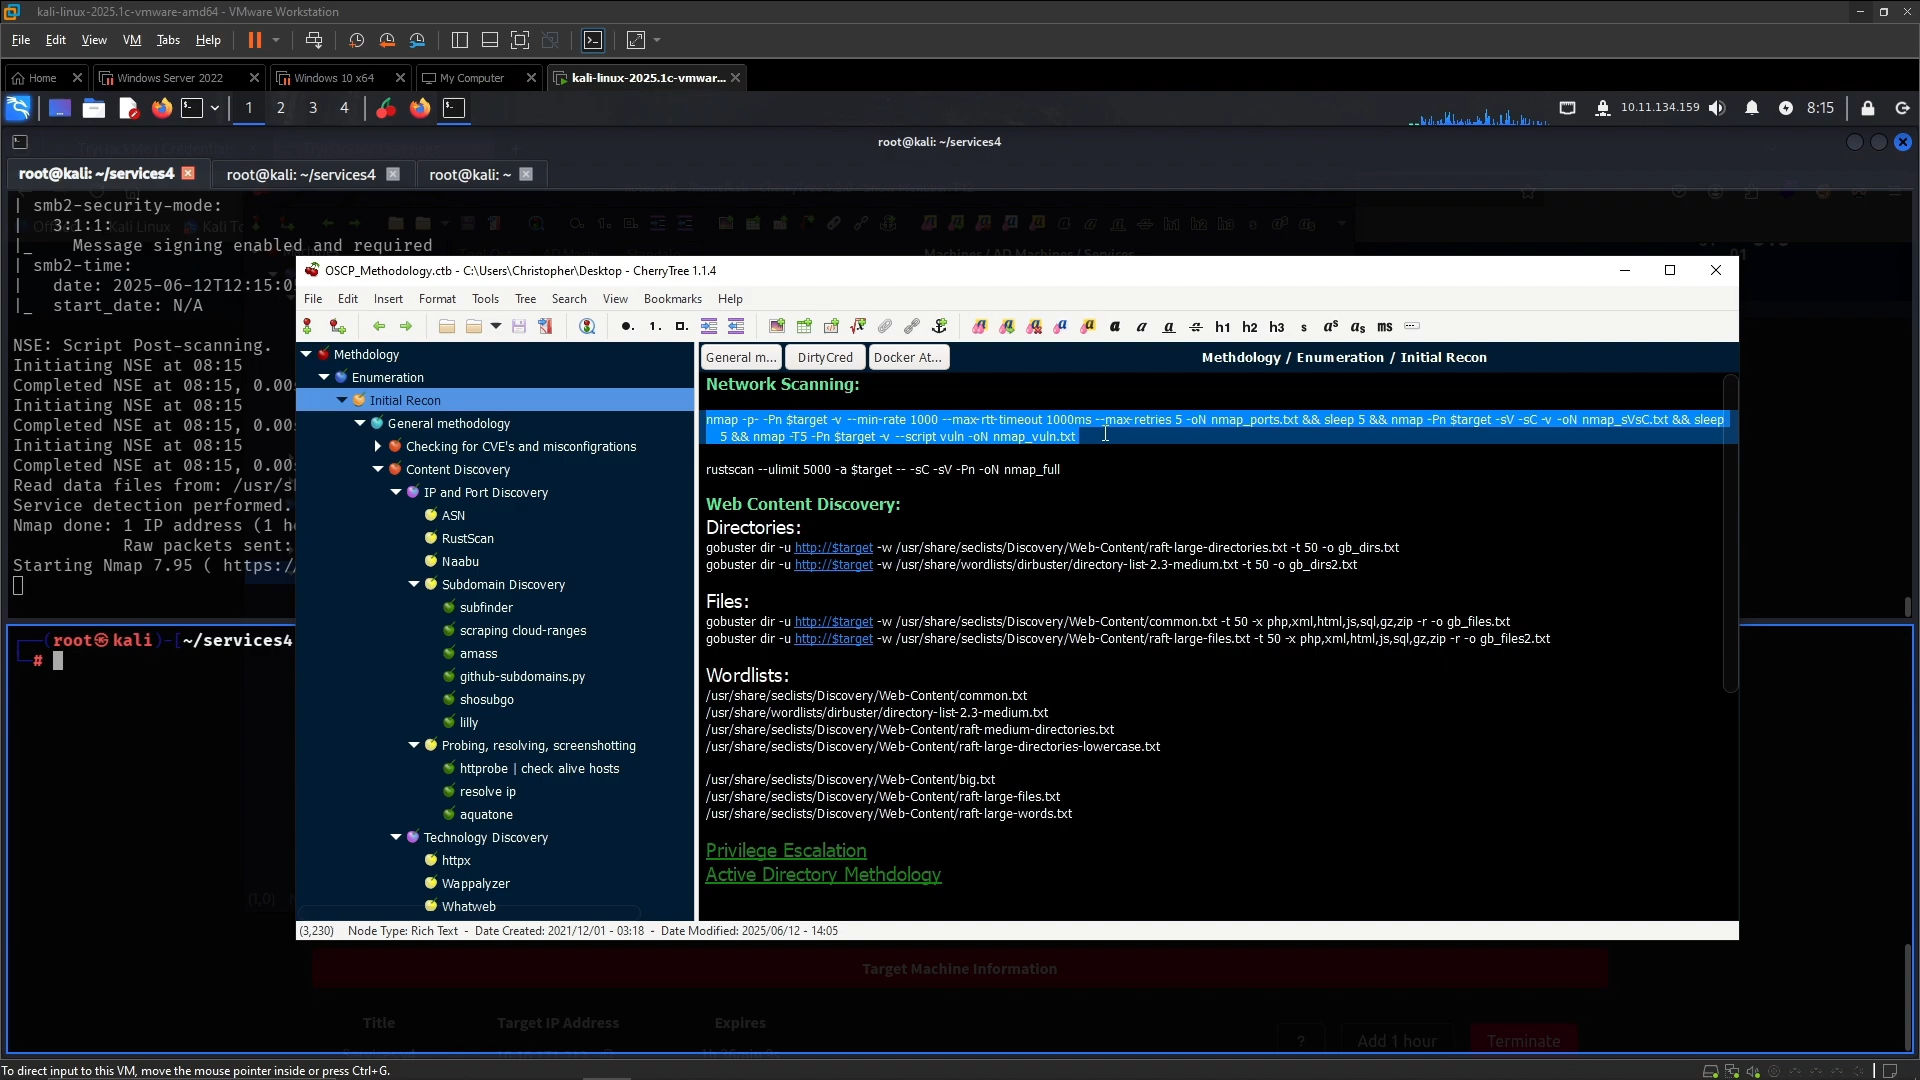 kali-linux-2025.1c-vmware-amd64 - VMware Workstation
File Edit View VM Tabs Help
Home Windows Server 2022 Windows 10 x64 My Computer kali-linux-2025.1c-vmwar...
1 2 3 4 10.11.134.159 8:15
root@kali: ~/services4
root@kali: ~/services4 root@kali: ~/services4 root@kali: ~
| smb2-security-mode:
|   3:1:1:
|_    Message signing enabled and required
| smb2-time:
|   date: 2025-06-12T12:15:0
|_  start_date: N/A
NSE: Script Post-scanning.
Initiating NSE at 08:15
Completed NSE at 08:15, 0.00
Initiating NSE at 08:15
Completed NSE at 08:15, 0.00
Initiating NSE at 08:15
Completed NSE at 08:15, 0.00
Read data files from: /usr/s
Service detection performed.
Nmap done: 1 IP address (1 h
Raw packets sent:
Starting Nmap 7.95 ( https:/
(root㉿kali)-[~/services4
#
OSCP_Methodology.ctb - C:\Users\Christopher\Desktop - CherryTree 1.1.4
File Edit Insert Format Tools Tree Search View Bookmarks Help
h1 h2 h3 s aˢ aₛ ms
Methdology
Enumeration
Initial Recon
General methodology
Checking for CVE's and misconfigrations
Content Discovery
IP and Port Discovery
ASN
RustScan
Naabu
Subdomain Discovery
subfinder
scraping cloud-ranges
amass
github-subdomains.py
shosubgo
lilly
Probing, resolving, screenshotting
httprobe | check alive hosts
resolve ip
aquatone
Technology Discovery
httpx
Wappalyzer
Whatweb
General m... DirtyCred Docker At... Methdology / Enumeration / Initial Recon
Network Scanning:
nmap -p- -Pn $target -v --min-rate 1000 --max-rtt-timeout 1000ms --max-retries 5 -oN nmap_ports.txt && sleep 5 && nmap -Pn $target -sV -sC -v -oN nmap_sVsC.txt && sleep
5 && nmap -T5 -Pn $target -v --script vuln -oN nmap_vuln.txt
rustscan --ulimit 5000 -a $target -- -sC -sV -Pn -oN nmap_full
Web Content Discovery:
Directories:
gobuster dir -u http://$target -w /usr/share/seclists/Discovery/Web-Content/raft-large-directories.txt -t 50 -o gb_dirs.txt
gobuster dir -u http://$target -w /usr/share/wordlists/dirbuster/directory-list-2.3-medium.txt -t 50 -o gb_dirs2.txt
Files:
gobuster dir -u http://$target -w /usr/share/seclists/Discovery/Web-Content/common.txt -t 50 -x php,xml,html,js,sql,gz,zip -r -o gb_files.txt
gobuster dir -u http://$target -w /usr/share/seclists/Discovery/Web-Content/raft-large-files.txt -t 50 -x php,xml,html,js,sql,gz,zip -r -o gb_files2.txt
Wordlists:
/usr/share/seclists/Discovery/Web-Content/common.txt
/usr/share/wordlists/dirbuster/directory-list-2.3-medium.txt
/usr/share/seclists/Discovery/Web-Content/raft-medium-directories.txt
/usr/share/seclists/Discovery/Web-Content/raft-large-directories-lowercase.txt
/usr/share/seclists/Discovery/Web-Content/big.txt
/usr/share/seclists/Discovery/Web-Content/raft-large-files.txt
/usr/share/seclists/Discovery/Web-Content/raft-large-words.txt
Privilege Escalation
Active Directory Methdology
(3,230) Node Type: Rich Text - Date Created: 2021/12/01 - 03:18 - Date Modified: 2025/06/12 - 14:05
Target Machine Information
Title Target IP Address Expires
? Add 1 hour Terminate
To direct input to this VM, move the mouse pointer inside or press Ctrl+G.